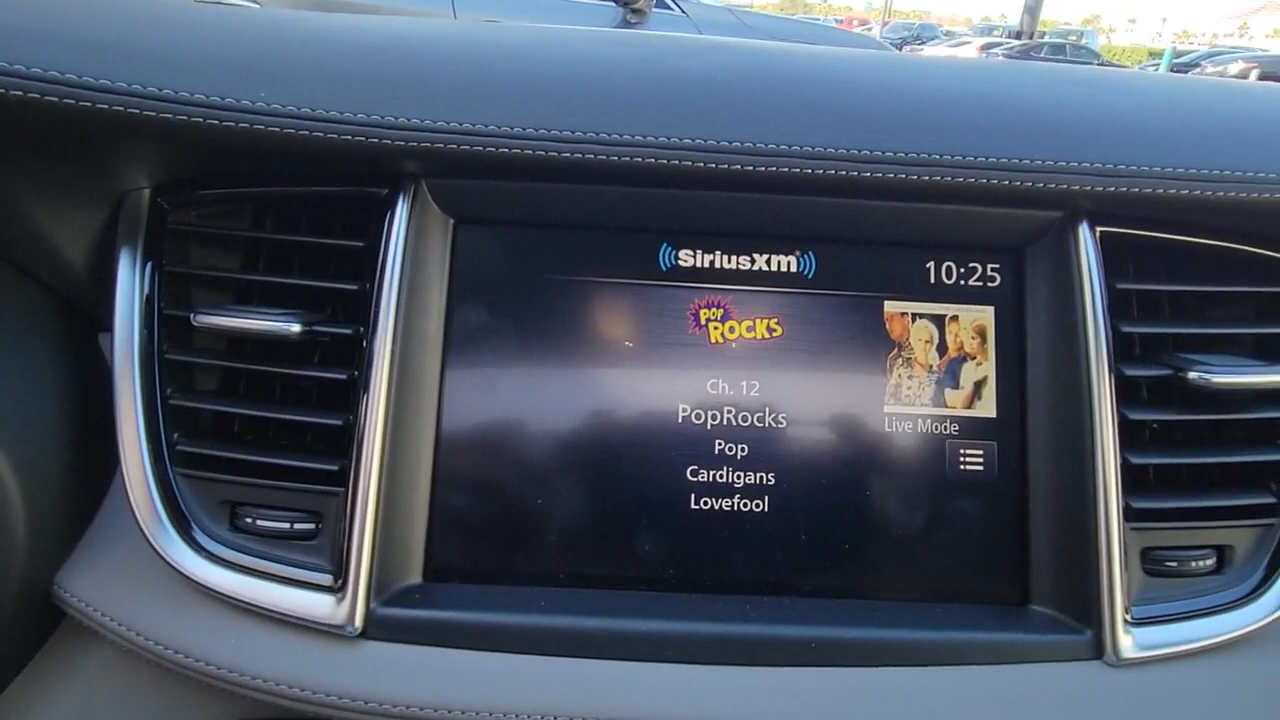 SiriusXM
10:25
POP
ROCKS
Ch. 12
PopRocks
Live Mode
Pop
Cardigans
Lovefool